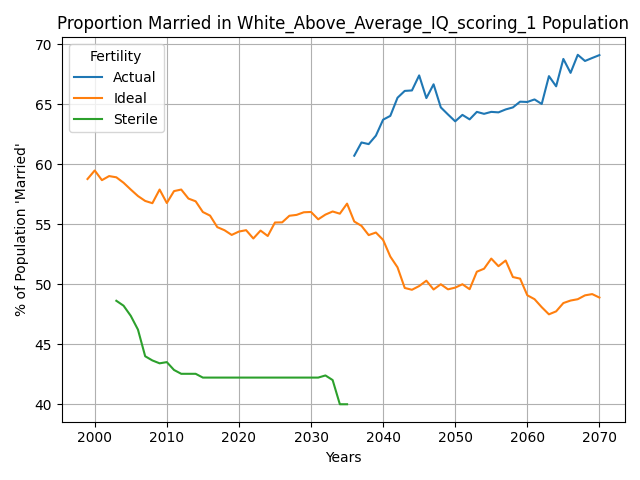 Proportion Married in White_Above_Average_IQ_scoring_1 Population
Fertility
Actual
Ideal
Sterile
% of Population 'Married'
70
65
60
55
50
45
40
2000
2010
2020
2030
2040
2050
2060
2070
Years